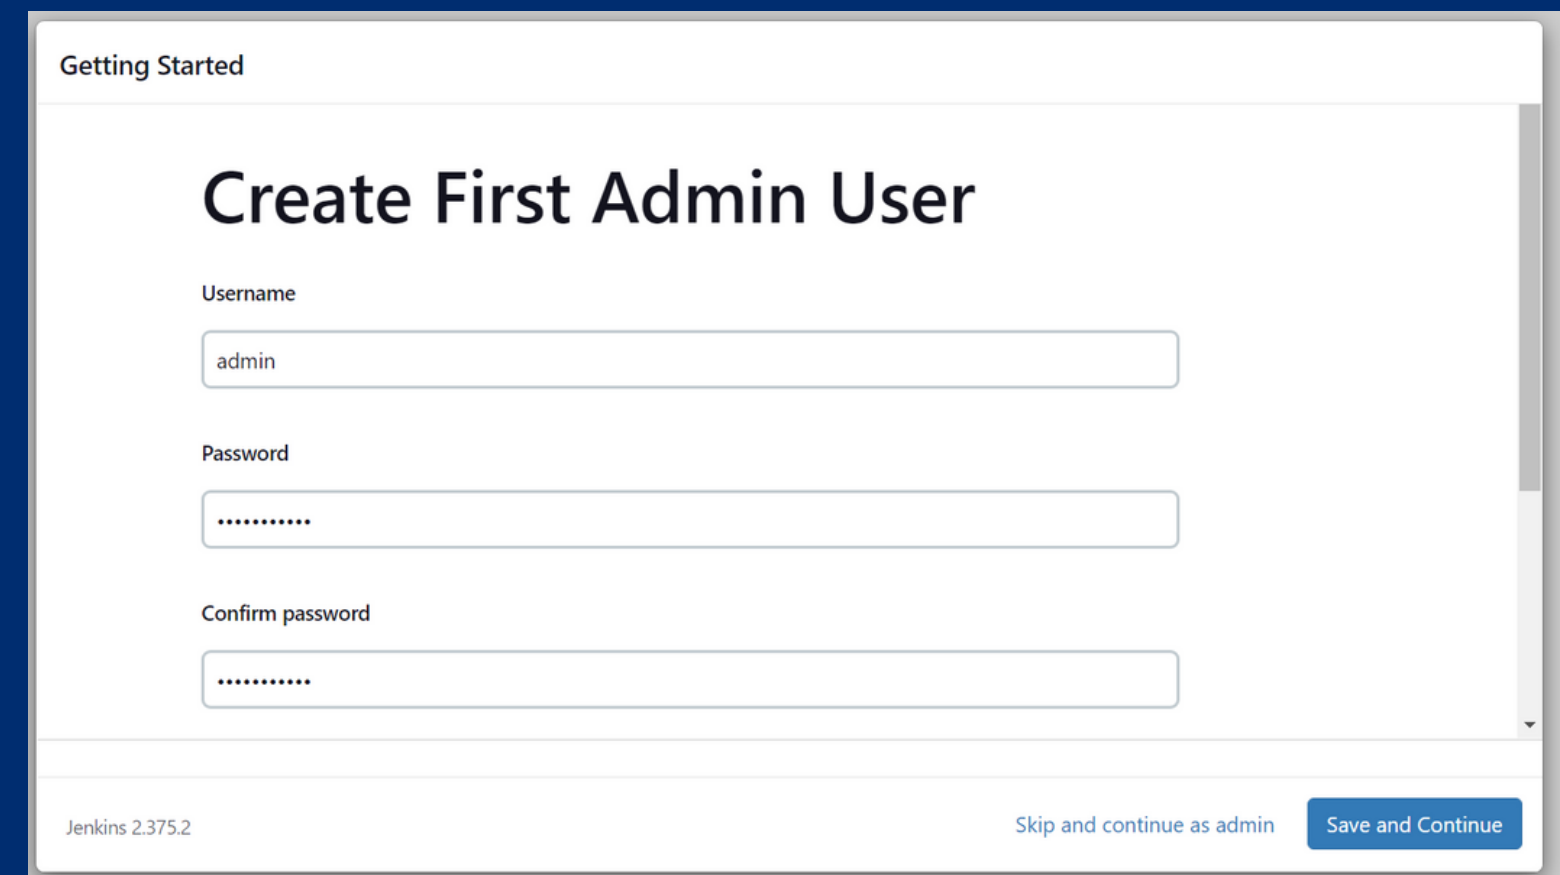 Getting Started
Create First Admin User
Username
admin
Password
•••••••••••
Confirm password
•••••••••••
Jenkins 2.375.2
Skip and continue as admin
Save and Continue